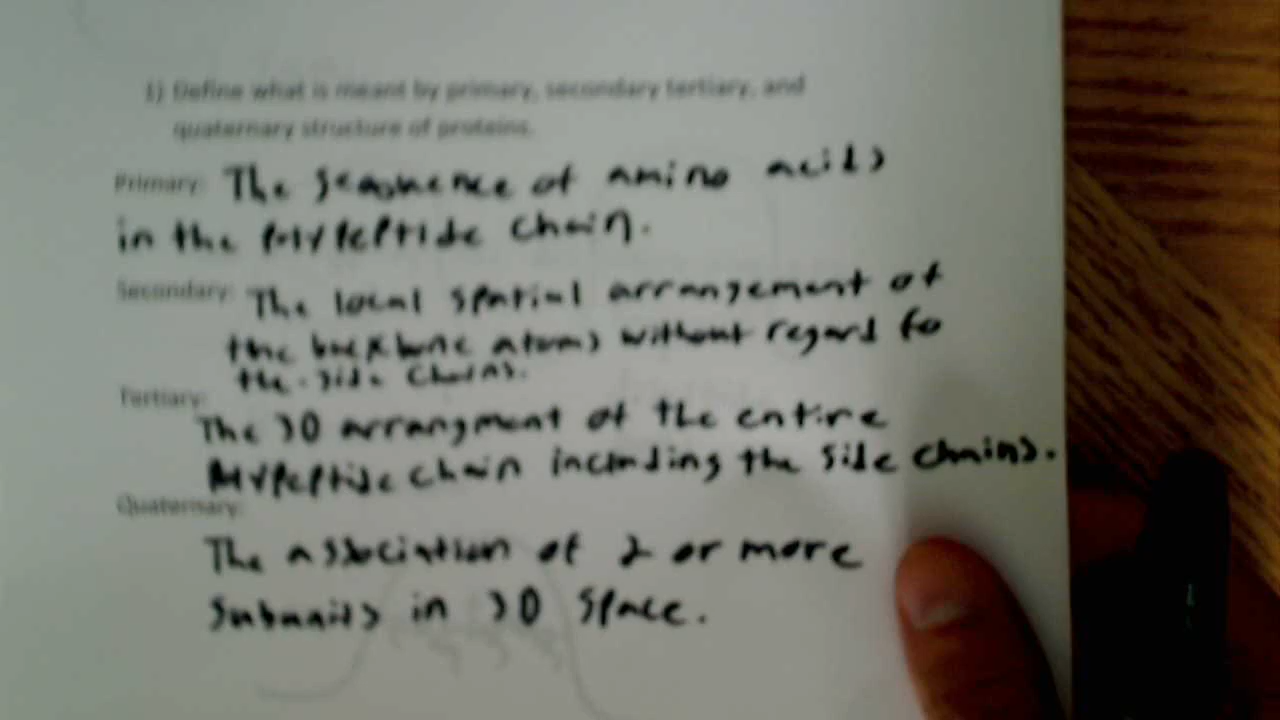 1) Define what is meant by primary, secondary tertiary, and
quaternary structure of proteins.
Primary: The seaquence of amino acids
in the polypeptide chain.
Secondary: The local spatial arrangement of
the backbone atoms without regard to
the side chains.
Tertiary:
The 3D arrangment of the entire
polypeptide chain including the side chains.
Quaternary:
The association of 2 or more
subunits in 3D space.